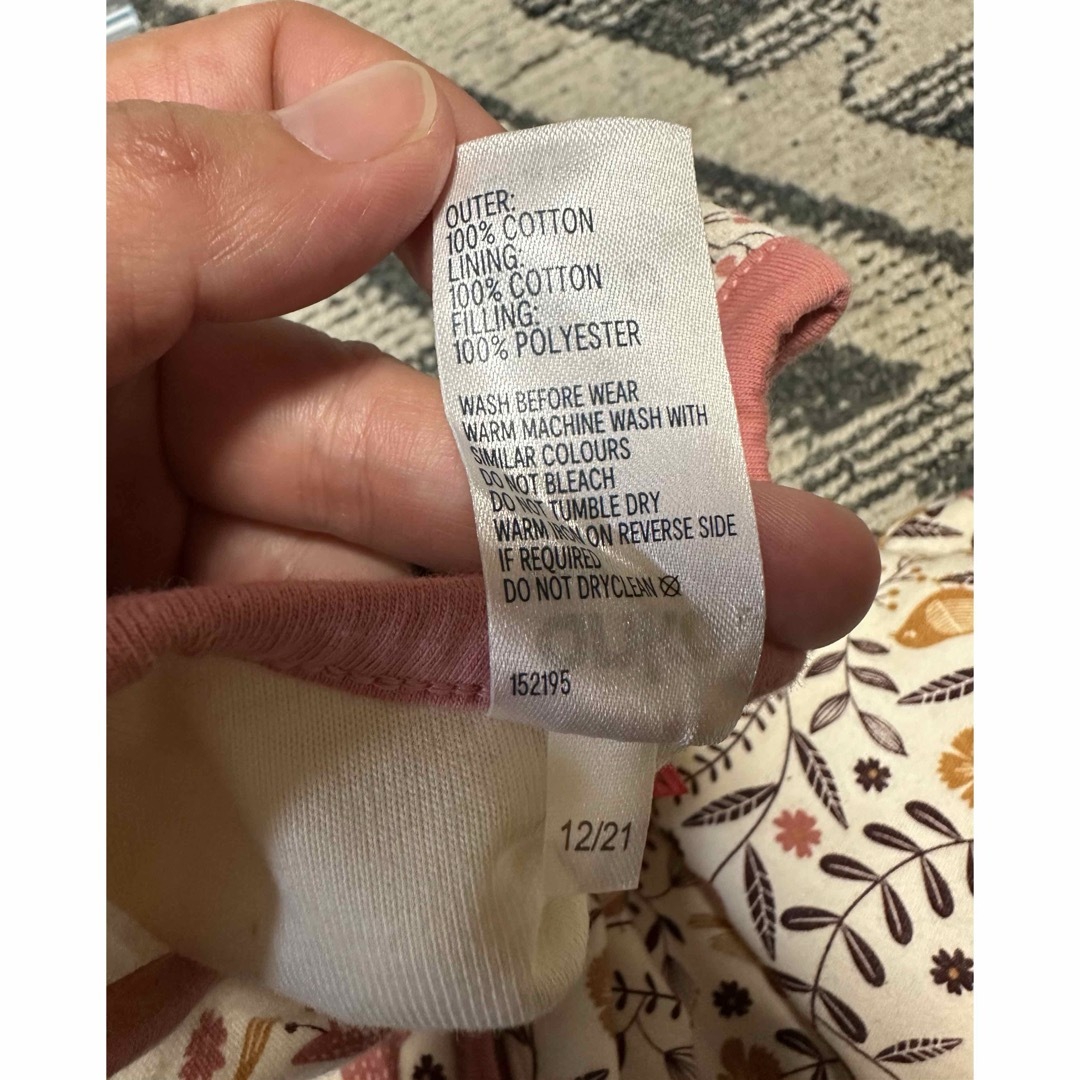 OUTER:
100% COTTON
LINING:
100% COTTON
FILLING:
100% POLYESTER
WASH BEFORE WEAR
WARM MACHINE WASH WITH
SIMILAR COLOURS
DO NOT BLEACH
DO NOT TUMBLE DRY
WARM IRON ON REVERSE SIDE
IF REQUIRED
DO NOT DRYCLEAN
152195
12/21